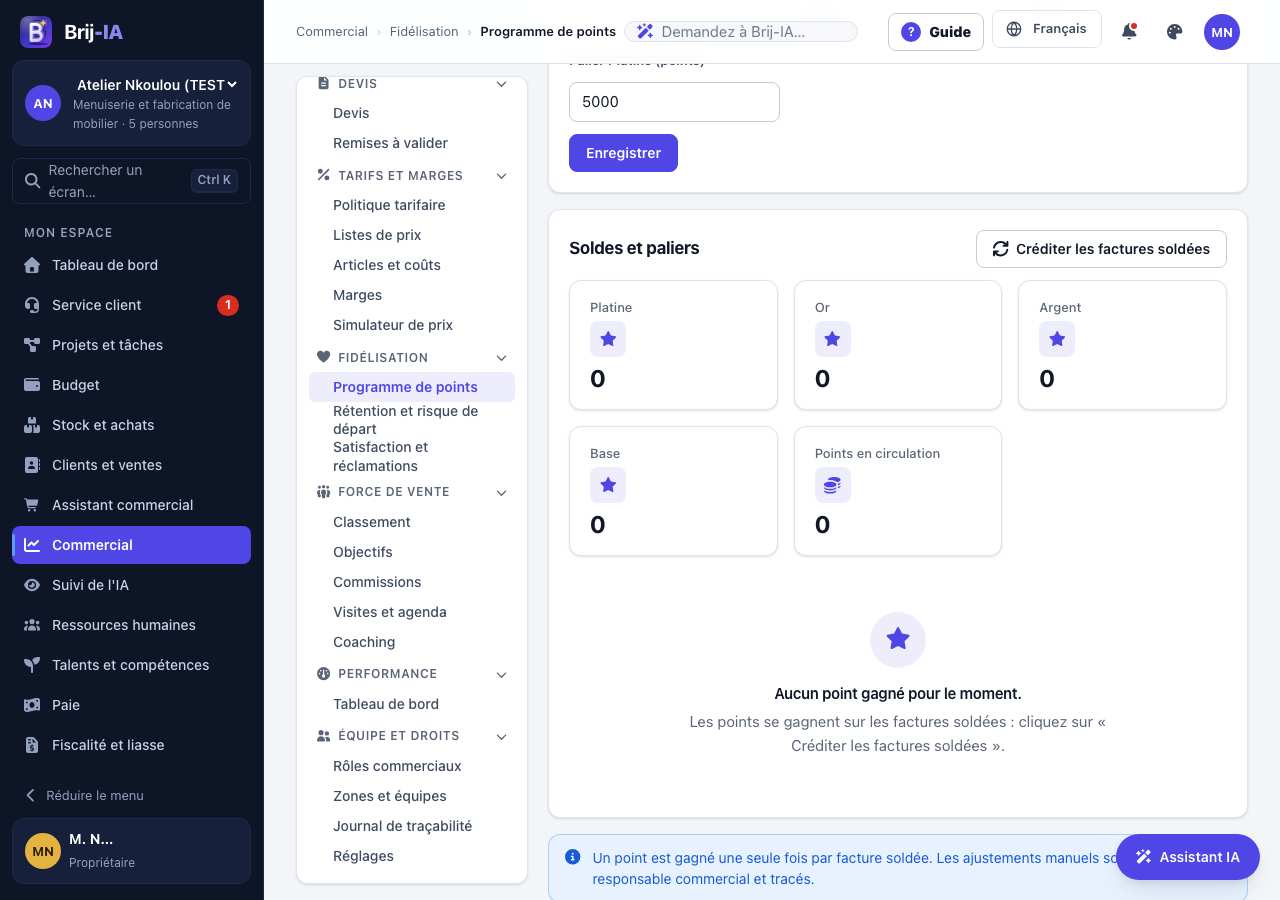 Brij-IA
AN
Atelier Nkoulou (TEST
Menuiserie et fabrication de
mobilier · 5 personnes
Rechercher un
écran...
Ctrl K
MON ESPACE
Tableau de bord
Service client
1
Projets et tâches
Budget
Stock et achats
Clients et ventes
Assistant commercial
Commercial
Suivi de l'IA
Ressources humaines
Talents et compétences
Paie
Fiscalité et liasse
Réduire le menu
MN
M. N...
Propriétaire
Commercial › Fidélisation › Programme de points
Demandez à Brij-IA...
? Guide
Français
MN
DEVIS
Devis
Remises à valider
TARIFS ET MARGES
Politique tarifaire
Listes de prix
Articles et coûts
Marges
Simulateur de prix
FIDÉLISATION
Programme de points
Rétention et risque de
départ
Satisfaction et
réclamations
FORCE DE VENTE
Classement
Objectifs
Commissions
Visites et agenda
Coaching
PERFORMANCE
Tableau de bord
ÉQUIPE ET DROITS
Rôles commerciaux
Zones et équipes
Journal de traçabilité
Réglages
5000
Enregistrer
Soldes et paliers
Créditer les factures soldées
Platine
0
Or
0
Argent
0
Base
0
Points en circulation
0
Aucun point gagné pour le moment.
Les points se gagnent sur les factures soldées : cliquez sur «
Créditer les factures soldées ».
Un point est gagné une seule fois par facture soldée. Les ajustements manuels
responsable commercial et tracés.
Assistant IA